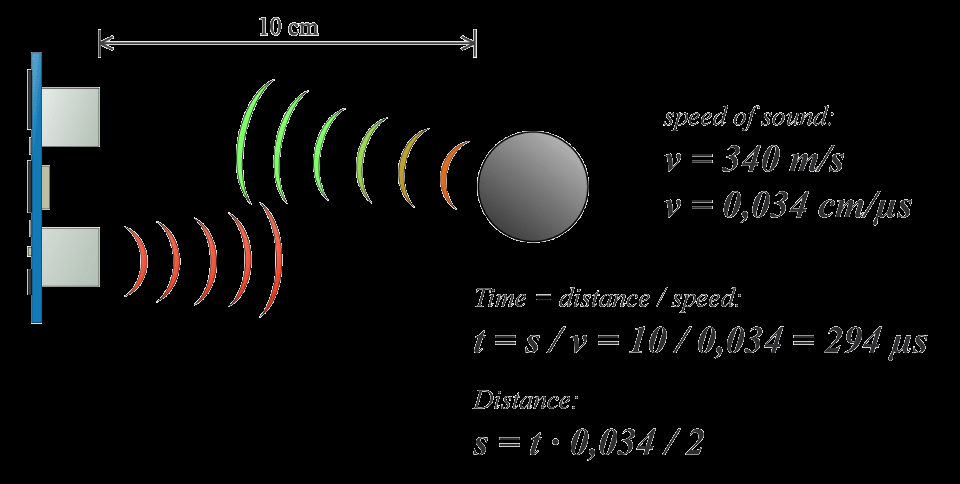 10 cm
speed of sound:
v = 340 m/s
v = 0,034 cm/µs
Time = distance / speed:
t = s / v = 10 / 0,034 = 294 µs
Distance:
s = t · 0,034 / 2